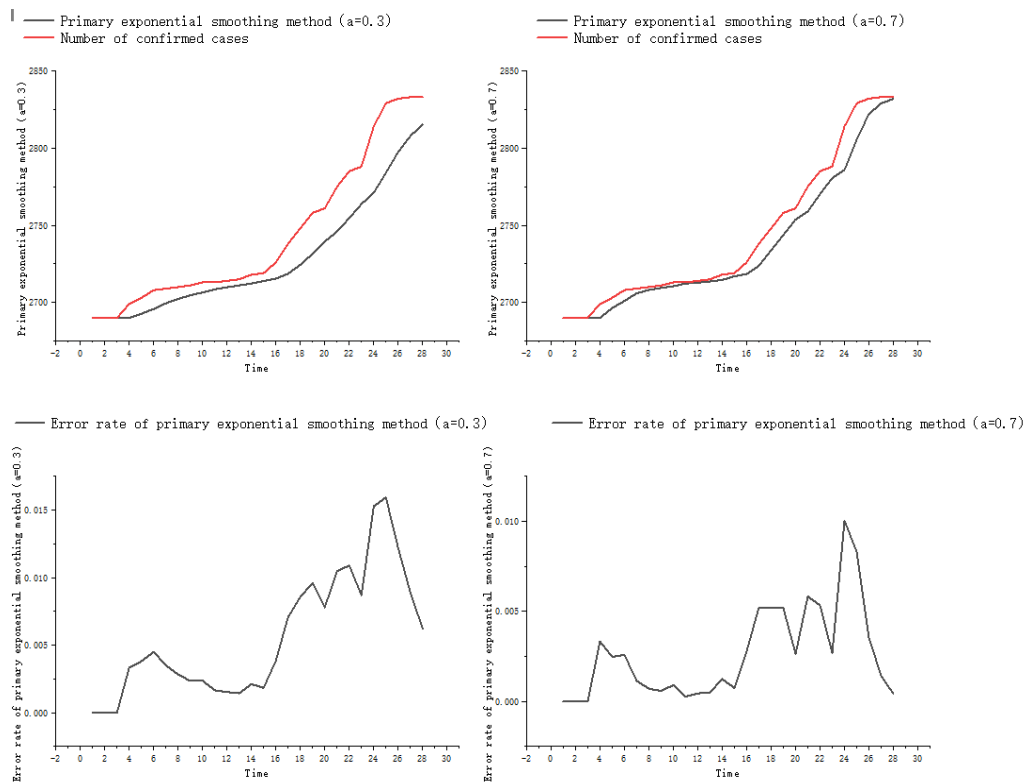 Primary exponential smoothing method (a=0.3)
Number of confirmed cases
Primary exponential smoothing method (a=0.3)
2850
2800
2750
2700
-2 0 2 4 6 8 10 12 14 16 18 20 22 24 26 28 30
Time
Primary exponential smoothing method (a=0.7)
Number of confirmed cases
Primary exponential smoothing method (a=0.7)
2850
2800
2750
2700
-2 0 2 4 6 8 10 12 14 16 18 20 22 24 26 28 30
Time
Error rate of primary exponential smoothing method (a=0.3)
Error rate of primary exponential smoothing method (a=0.3)
0.015
0.010
0.005
0.000
-2 0 2 4 6 8 10 12 14 16 18 20 22 24 26 28 30
Time
Error rate of primary exponential smoothing method (a=0.7)
Error rate of primary exponential smoothing method (a=0.7)
0.010
0.005
0.000
-2 0 2 4 6 8 10 12 14 16 18 20 22 24 26 28 30
Time